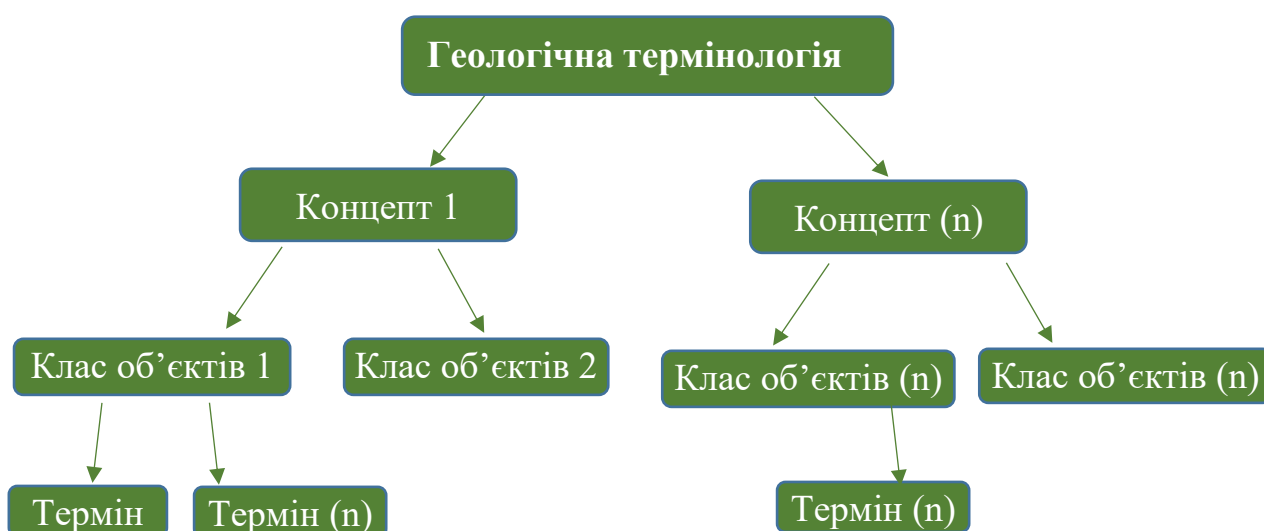 Геологічна термінологія
Концепт 1
Концепт (n)
Клас об’єктів 1
Клас об’єктів 2
Клас об’єктів (n)
Клас об’єктів (n)
Термін
Термін (n)
Термін (n)